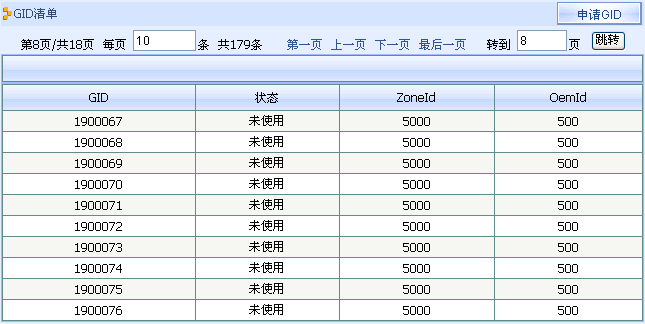 GID清单 申请GID
第8页/共18页 每页 10 条 共179条 第一页 上一页 下一页 最后一页 转到 8 页 跳转
GID 状态 ZoneId OemId
1900067 未使用 5000 500
1900068 未使用 5000 500
1900069 未使用 5000 500
1900070 未使用 5000 500
1900071 未使用 5000 500
1900072 未使用 5000 500
1900073 未使用 5000 500
1900074 未使用 5000 500
1900075 未使用 5000 500
1900076 未使用 5000 500